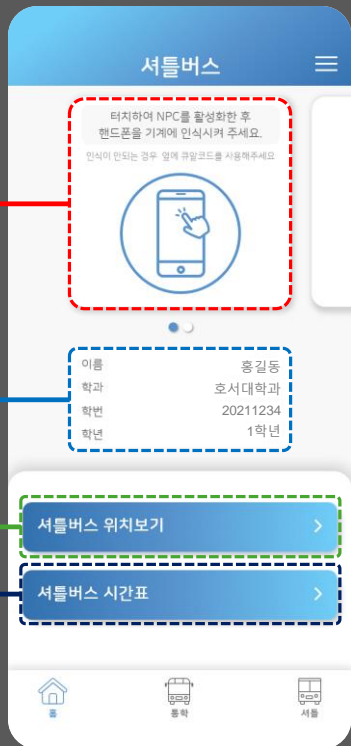 셔틀버스
터치하여 NPC를 활성화한 후
핸드폰을 기계에 인식시켜 주세요.
인식이 안되는 경우 옆에 큐알코드를 사용해주세요
이름 홍길동
학과 호서대학과
학번 20211234
학년 1학년
셔틀버스 위치보기
셔틀버스 시간표
홈 통학 셔틀